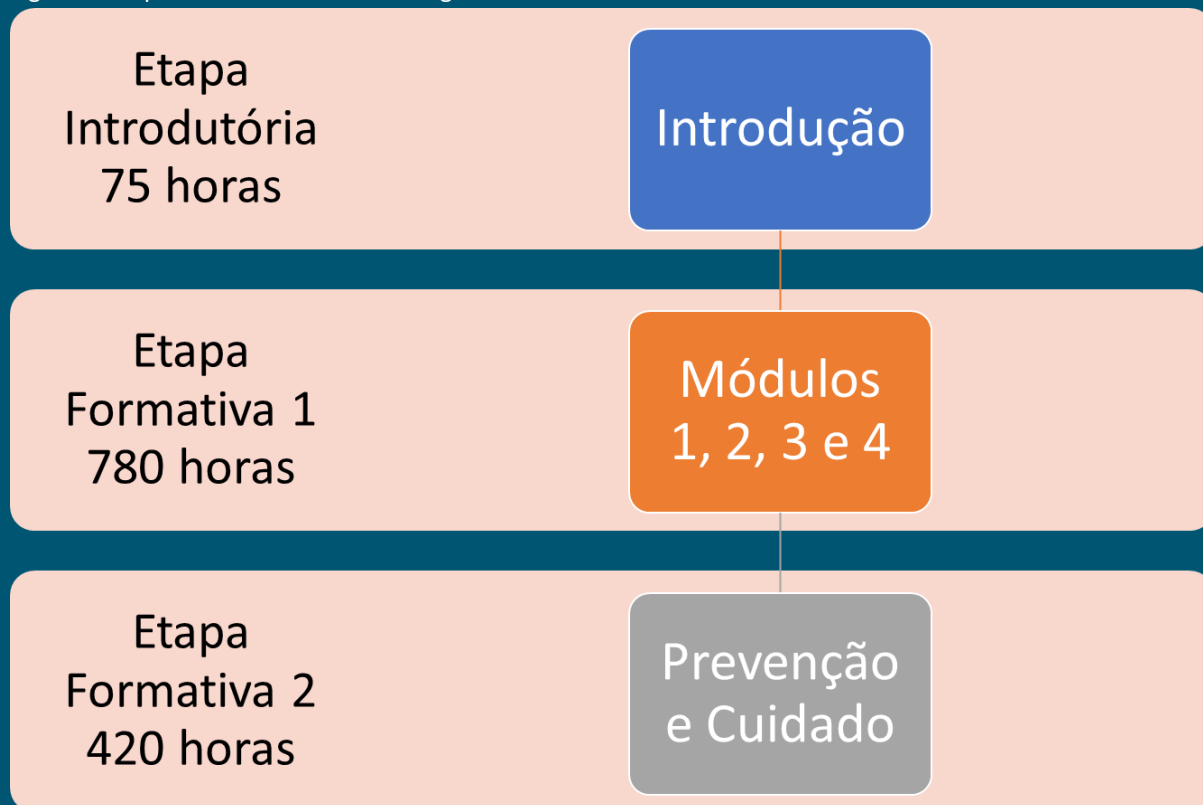 Etapa
Introdutória
75 horas
Introdução
Etapa
Formativa 1
780 horas
Módulos
1, 2, 3 e 4
Etapa
Formativa 2
420 horas
Prevenção
e Cuidado